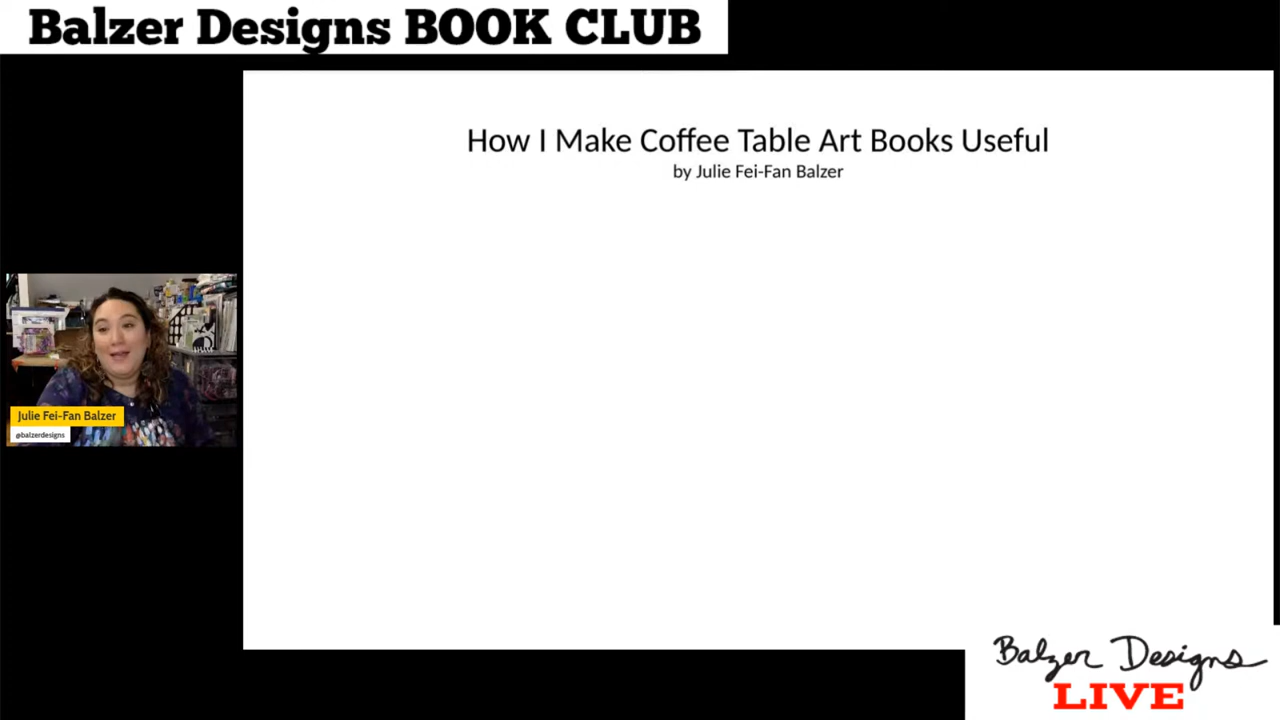 Balzer Designs BOOK CLUB
How I Make Coffee Table Art Books Useful
by Julie Fei-Fan Balzer
Julie Fei-Fan Balzer
@balzerdesigns
Balzer Designs
LIVE